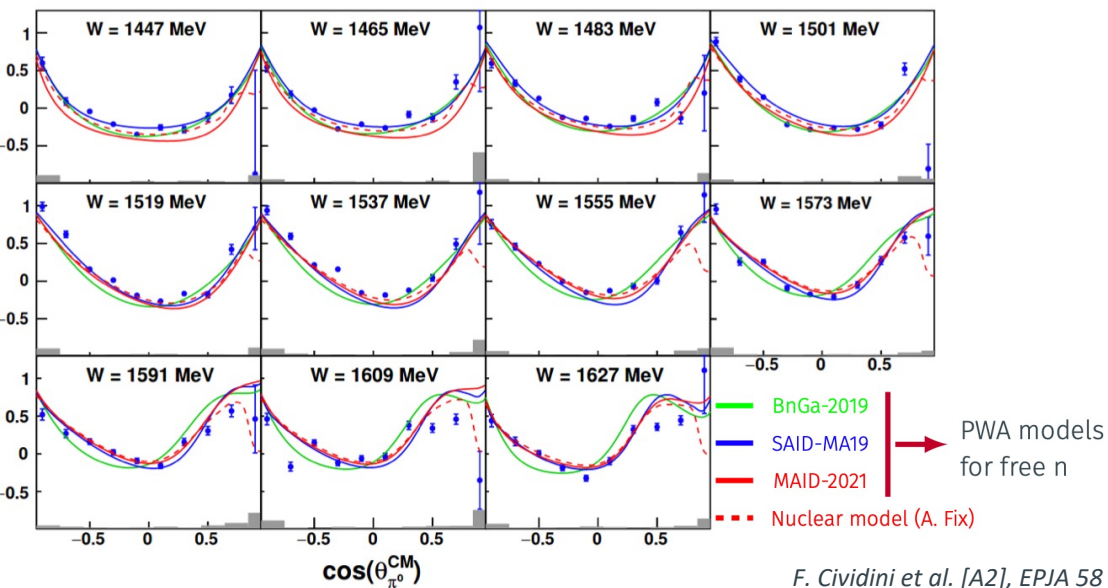 W = 1447 MeV W = 1465 MeV W = 1483 MeV W = 1501 MeV
1
0.5
0
−0.5
W = 1519 MeV W = 1537 MeV W = 1555 MeV W = 1573 MeV
1
0.5
0
−0.5
−0.5 0 0.5
W = 1591 MeV W = 1609 MeV W = 1627 MeV
1
0.5
0
−0.5
−0.5 0 0.5 −0.5 0 0.5 −0.5 0 0.5
cos(θ_{π⁰}^{CM})
BnGa-2019
SAID-MA19
MAID-2021
Nuclear model (A. Fix)
PWA models
for free n
F. Cividini et al. [A2], EPJA 58